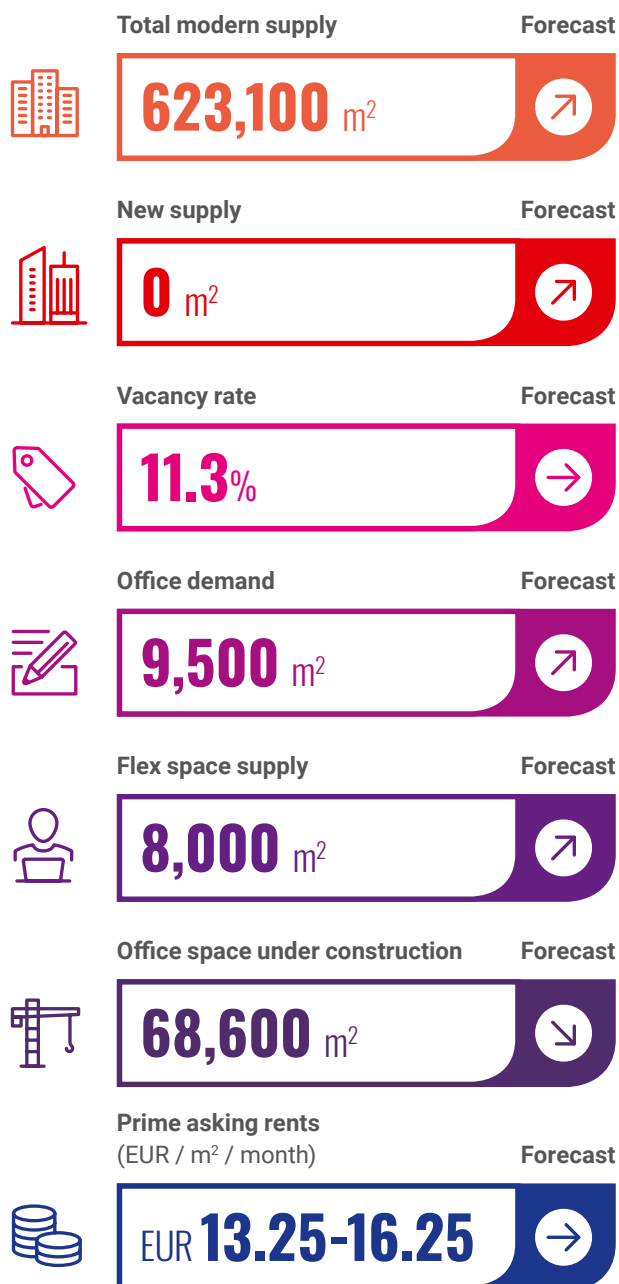 Total modern supply Forecast
623,100 m²
New supply Forecast
0 m²
Vacancy rate Forecast
11.3%
Office demand Forecast
9,500 m²
Flex space supply Forecast
8,000 m²
Office space under construction Forecast
68,600 m²
Prime asking rents
(EUR / m² / month) Forecast
EUR 13.25-16.25